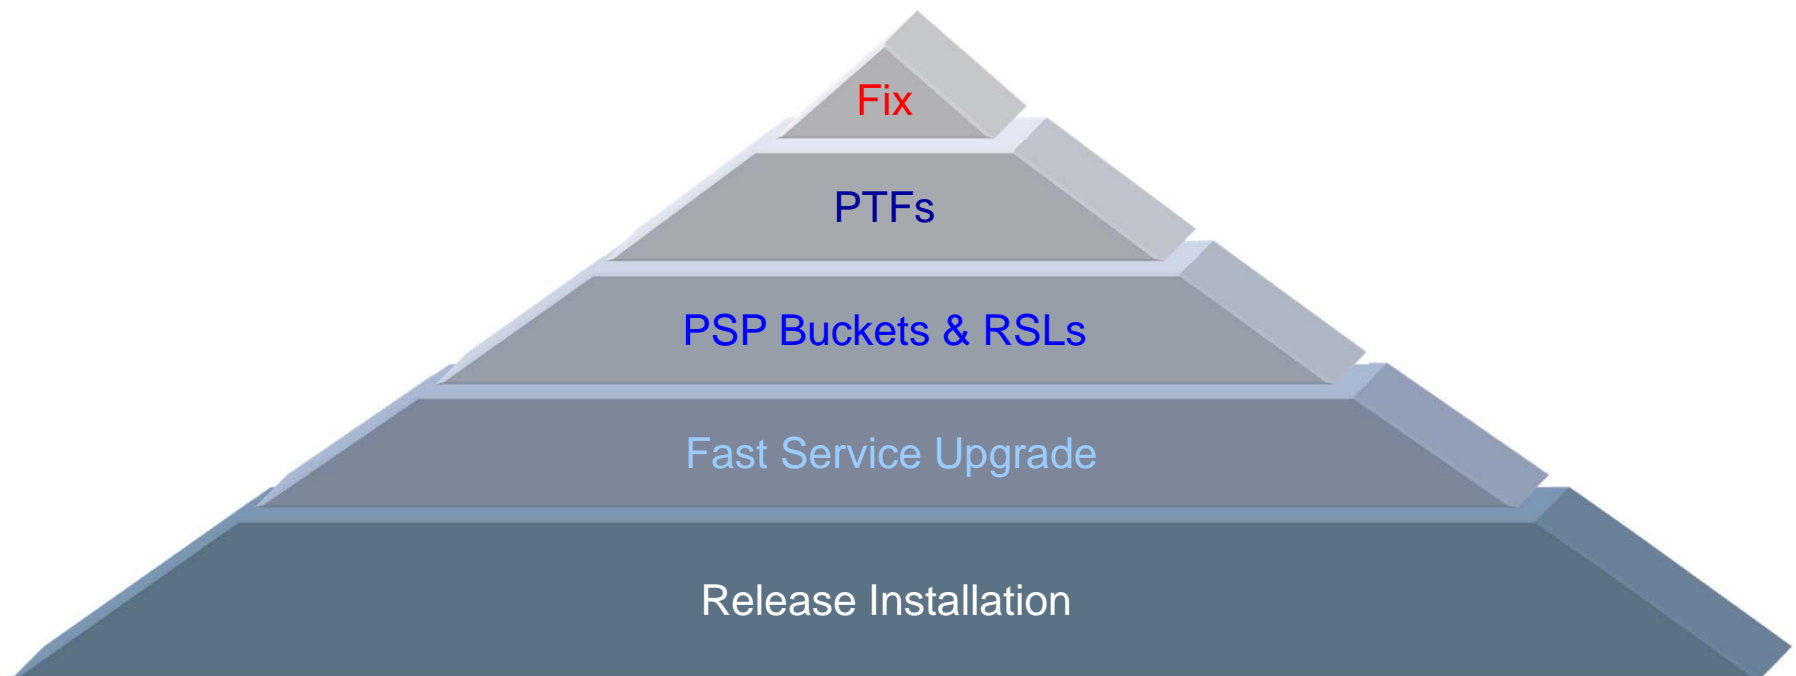 Fix
PTFs
PSP Buckets & RSLs
Fast Service Upgrade
Release Installation